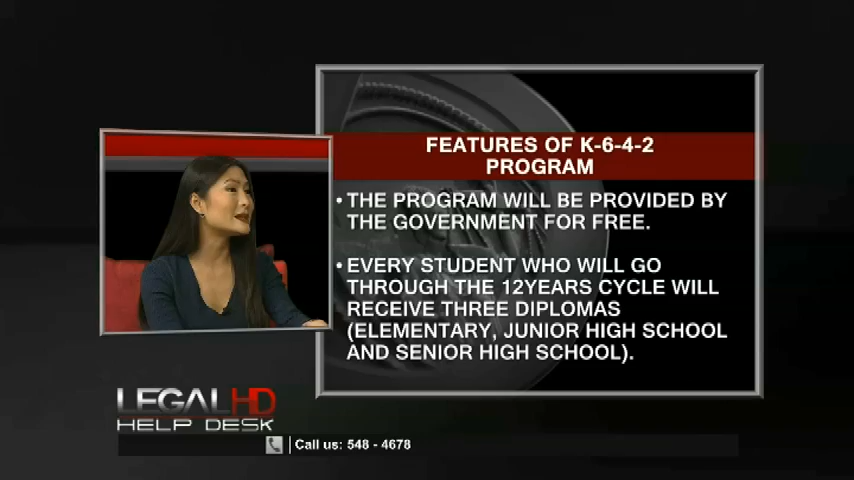 FEATURES OF K-6-4-2
PROGRAM
• THE PROGRAM WILL BE PROVIDED BY
THE GOVERNMENT FOR FREE.
• EVERY STUDENT WHO WILL GO
THROUGH THE 12YEARS CYCLE WILL
RECEIVE THREE DIPLOMAS
(ELEMENTARY, JUNIOR HIGH SCHOOL
AND SENIOR HIGH SCHOOL).
LEGALHD
HELP DESK
Call us: 548 - 4678